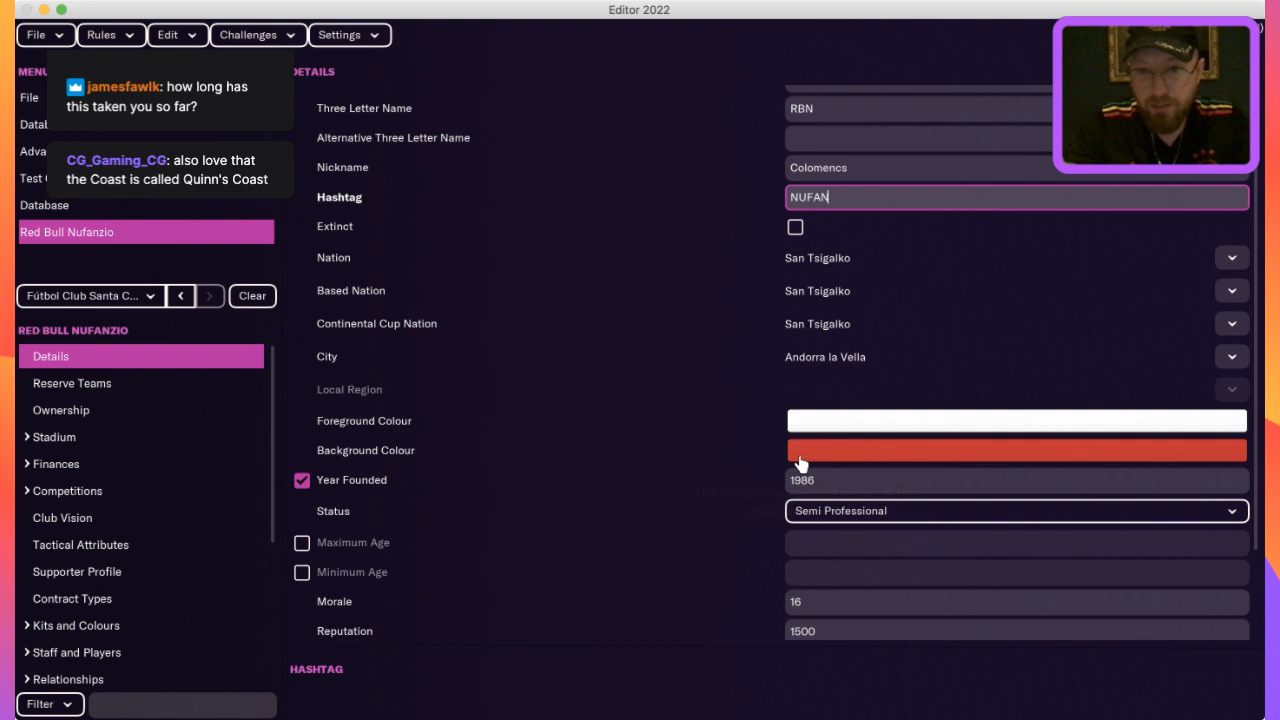 Editor 2022
File
Rules
Edit
Challenges
Settings
MENU
File
Datab
Adva
Test
Database
Red Bull Nufanzio
jamesfawlk: how long has
this taken you so far?
CG_Gaming_CG: also love that
the Coast is called Quinn's Coast
Fútbol Club Santa C...
Clear
RED BULL NUFANZIO
Details
Reserve Teams
Ownership
Stadium
Finances
Competitions
Club Vision
Tactical Attributes
Supporter Profile
Contract Types
Kits and Colours
Staff and Players
Relationships
Filter
DETAILS
Three Letter Name
RBN
Alternative Three Letter Name
Nickname
Colomencs
Hashtag
NUFAN
Extinct
Nation
San Tsigalko
Based Nation
San Tsigalko
Continental Cup Nation
San Tsigalko
City
Andorra la Vella
Local Region
Foreground Colour
Background Colour
Year Founded
1986
Status
Semi Professional
Maximum Age
Minimum Age
Morale
16
Reputation
1500
HASHTAG